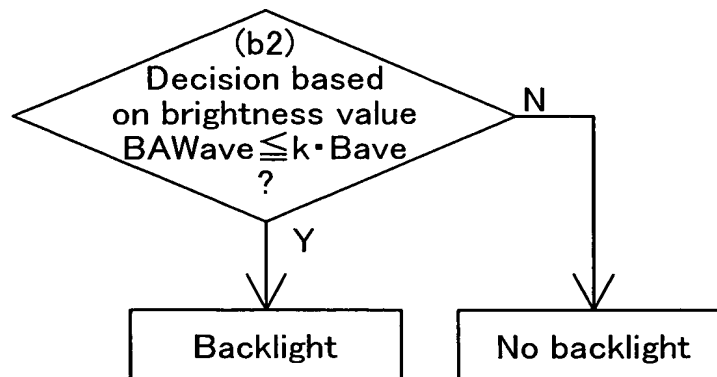 (b2)
Decision based
on brightness value
BAWave≦k・Bave
?
N
Y
Backlight
No backlight